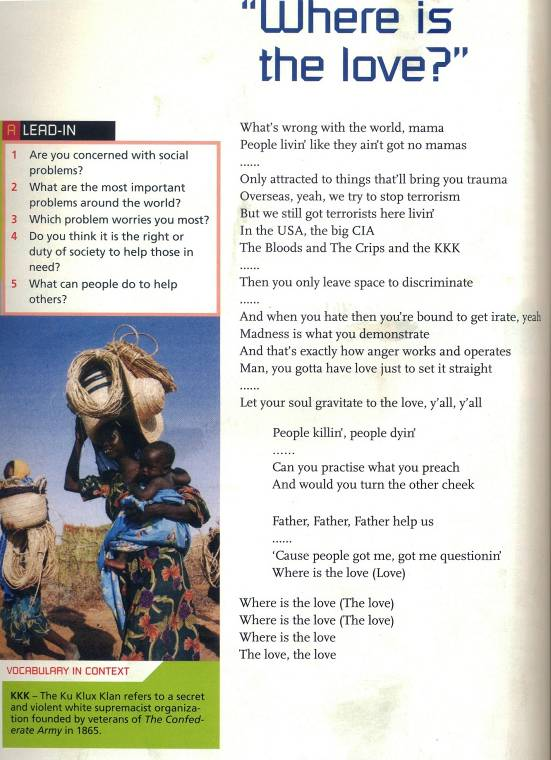 "Where is
the love?"
A LEAD-IN
1 Are you concerned with social
problems?
2 What are the most important
problems around the world?
3 Which problem worries you most?
4 Do you think it is the right or
duty of society to help those in
need?
5 What can people do to help
others?
What's wrong with the world, mama
People livin' like they ain't got no mamas
......
Only attracted to things that'll bring you trauma
Overseas, yeah, we try to stop terrorism
But we still got terrorists here livin'
In the USA, the big CIA
The Bloods and The Crips and the KKK
......
Then you only leave space to discriminate
......
And when you hate then you're bound to get irate, yeah
Madness is what you demonstrate
And that's exactly how anger works and operates
Man, you gotta have love just to set it straight
......
Let your soul gravitate to the love, y'all, y'all
People killin', people dyin'
......
Can you practise what you preach
And would you turn the other cheek
Father, Father, Father help us
......
'Cause people got me, got me questionin'
Where is the love (Love)
Where is the love (The love)
Where is the love (The love)
Where is the love
The love, the love
VOCABULARY IN CONTEXT
KKK – The Ku Klux Klan refers to a secret
and violent white supremacist organiza-
tion founded by veterans of The Confed-
erate Army in 1865.